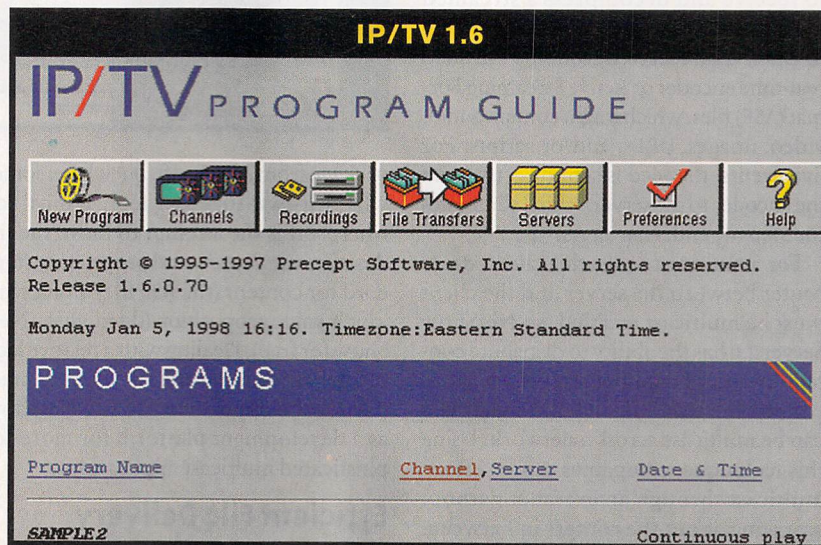 IP/TV 1.6
IP/TV PROGRAM GUIDE
New Program Channels Recordings File Transfers Servers Preferences Help
Copyright © 1995-1997 Precept Software, Inc. All rights reserved.
Release 1.6.0.70
Monday Jan 5, 1998 16:16. Timezone:Eastern Standard Time.
PROGRAMS
Program Name Channel,Server Date & Time
SAMPLE2 Continuous play